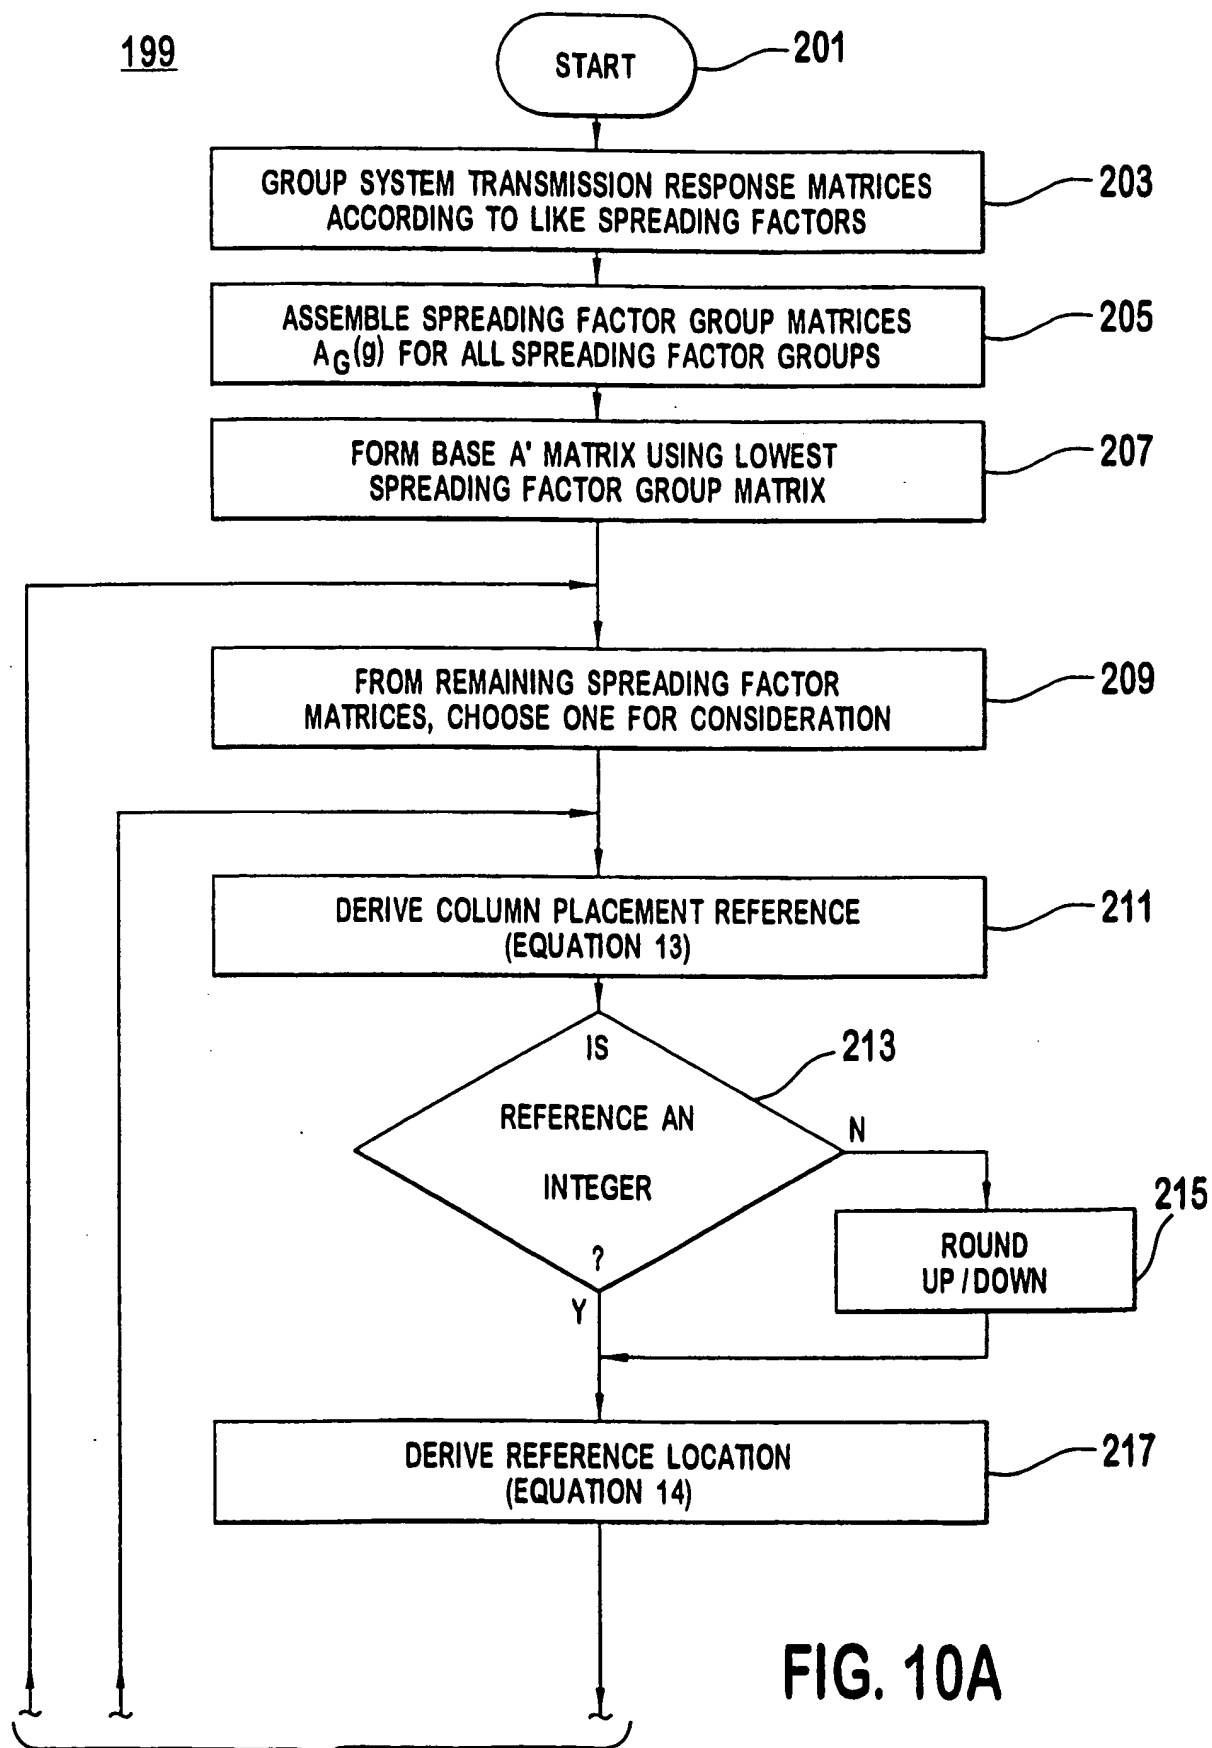 199
START
201
GROUP SYSTEM TRANSMISSION RESPONSE MATRICES
ACCORDING TO LIKE SPREADING FACTORS
203
ASSEMBLE SPREADING FACTOR GROUP MATRICES
AG(g) FOR ALL SPREADING FACTOR GROUPS
205
FORM BASE A' MATRIX USING LOWEST
SPREADING FACTOR GROUP MATRIX
207
FROM REMAINING SPREADING FACTOR
MATRICES, CHOOSE ONE FOR CONSIDERATION
209
DERIVE COLUMN PLACEMENT REFERENCE
(EQUATION 13)
211
IS
REFERENCE AN
INTEGER
?
213
N
Y
ROUND
UP / DOWN
215
DERIVE REFERENCE LOCATION
(EQUATION 14)
217
FIG. 10A